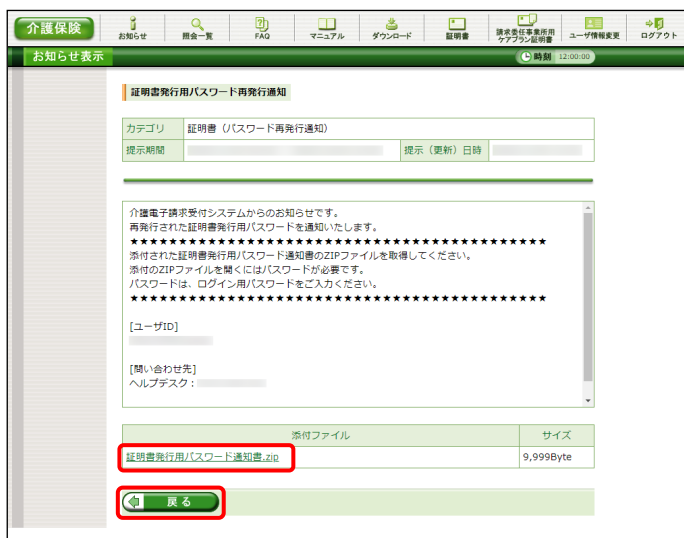 介護保険
お知らせ
照会一覧
FAQ
マニュアル
ダウンロード
証明書
請求委任事業所用
ケアプラン証明書
ユーザ情報変更
ログアウト
お知らせ表示
時刻 12:00:00
証明書発行用パスワード再発行通知
カテゴリ 証明書（パスワード再発行通知）
提示期間 提示（更新）日時
介護電子請求受付システムからのお知らせです。
再発行された証明書発行用パスワードを通知いたします。
★★★★★★★★★★★★★★★★★★★★★★★★★★★★★★★★★★★★★★★★★★★★★★
添付された証明書発行用パスワード通知書のZIPファイルを取得してください。
添付のZIPファイルを開くにはパスワードが必要です。
パスワードは、ログイン用パスワードをご入力ください。
★★★★★★★★★★★★★★★★★★★★★★★★★★★★★★★★★★★★★★★★★★★★★★
[ユーザID]
[問い合わせ先]
ヘルプデスク：
添付ファイル サイズ
証明書発行用パスワード通知書.zip 9,999Byte
戻る